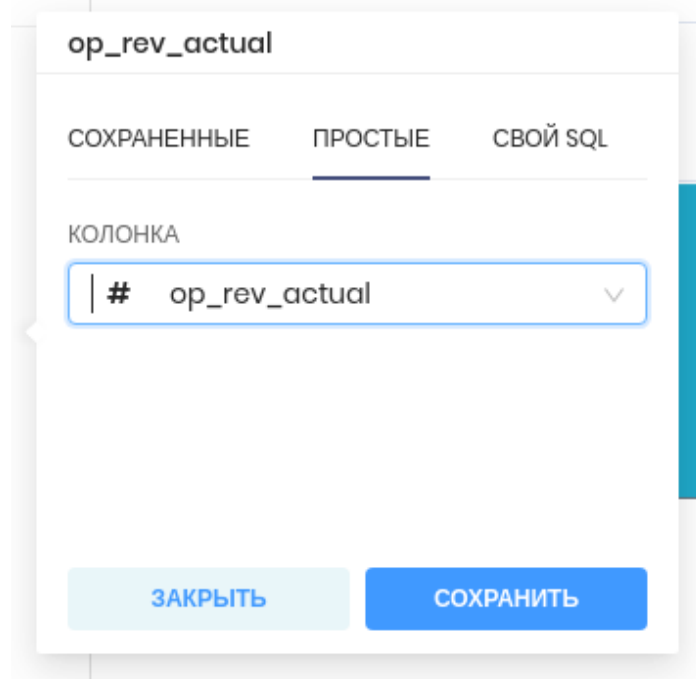 op_rev_actual
СОХРАНЕННЫЕ ПРОСТЫЕ СВОЙ SQL
КОЛОНКА
# op_rev_actual
ЗАКРЫТЬ СОХРАНИТЬ